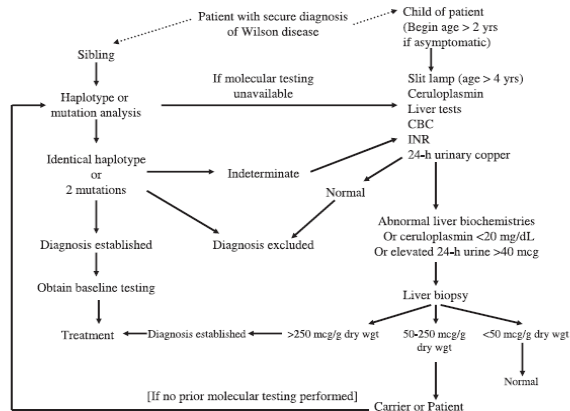 Patient with secure diagnosis
of Wilson disease
Child of patient
(Begin age > 2 yrs
if asymptomatic)
Sibling
Haplotype or
mutation analysis
If molecular testing
unavailable
Slit lamp (age > 4 yrs)
Ceruloplasmin
Liver tests
CBC
INR
24-h urinary copper
Identical haplotype
or
2 mutations
Indeterminate
Normal
Diagnosis established
Diagnosis excluded
Abnormal liver biochemistries
Or ceruloplasmin <20 mg/dL
Or elevated 24-h urine >40 mcg
Obtain baseline testing
Liver biopsy
Treatment
Diagnosis established
>250 mcg/g dry wgt
50-250 mcg/g
dry wgt
<50 mcg/g dry wgt
Normal
[If no prior molecular testing performed]
Carrier or Patient